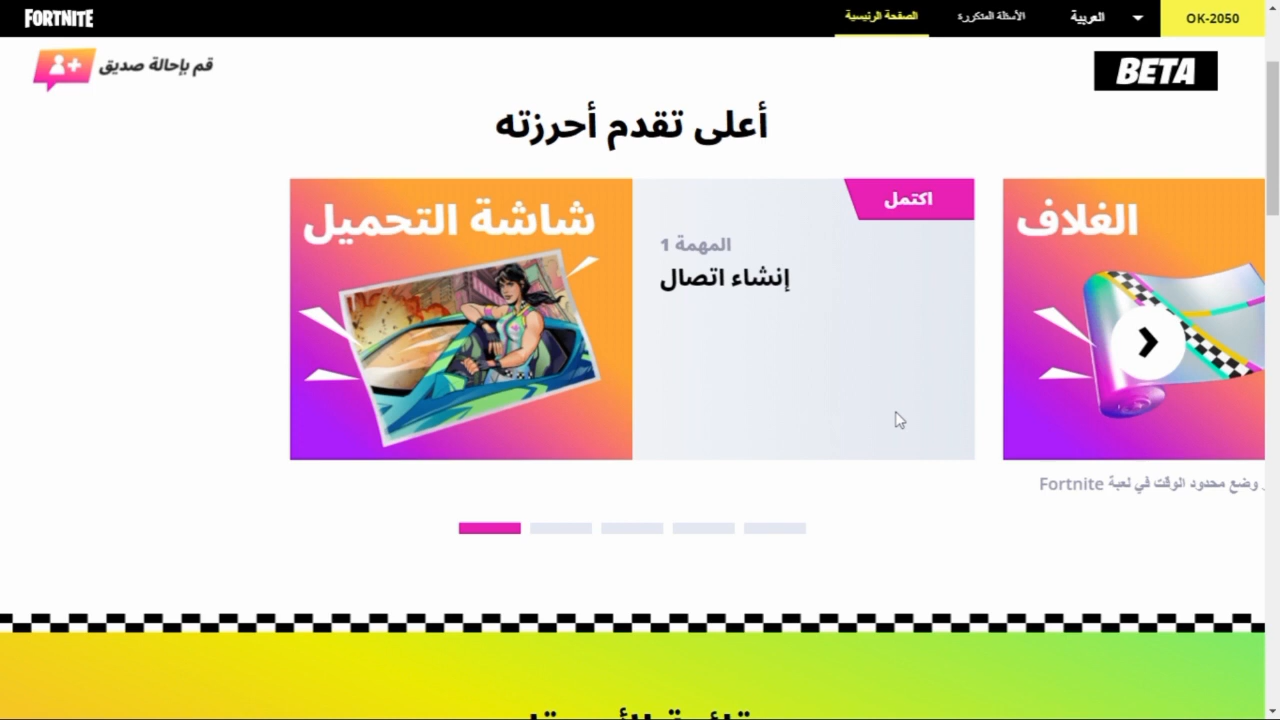 FORTNITE
الصفحة الرئيسية
الأسئلة المتكررة
العربية
OK-2050
قم بإحالة صديق
BETA
أعلى تقدم أحرزته
شاشة التحميل
اكتمل
المهمة 1
إنشاء اتصال
الغلاف
وضع محدود الوقت في لعبة Fortnite